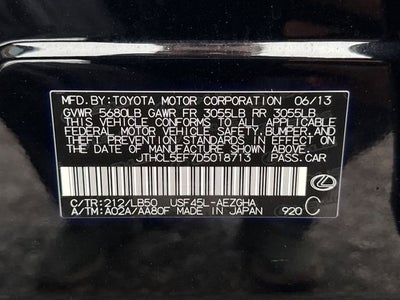 MFD.BY:TOYOTA MOTOR CORPORATION 06/13
GVWR 5680LB GAWR FR 3055LB RR 3055LB
THIS VEHICLE CONFORMS TO ALL APPLICABLE
FEDERAL MOTOR VEHICLE SAFETY,BUMPER,AND
THEFT PREVENTION STANDARDS IN EFFECT ON
THE DATE OF MANUFACTURE SHOWN ABOVE.
JTHCL5EF7D5018713 PASS.CAR
C/TR:212/LB50 USF45L-AEZGHA
A/TM:A02A/AA80F MADE IN JAPAN 920 C